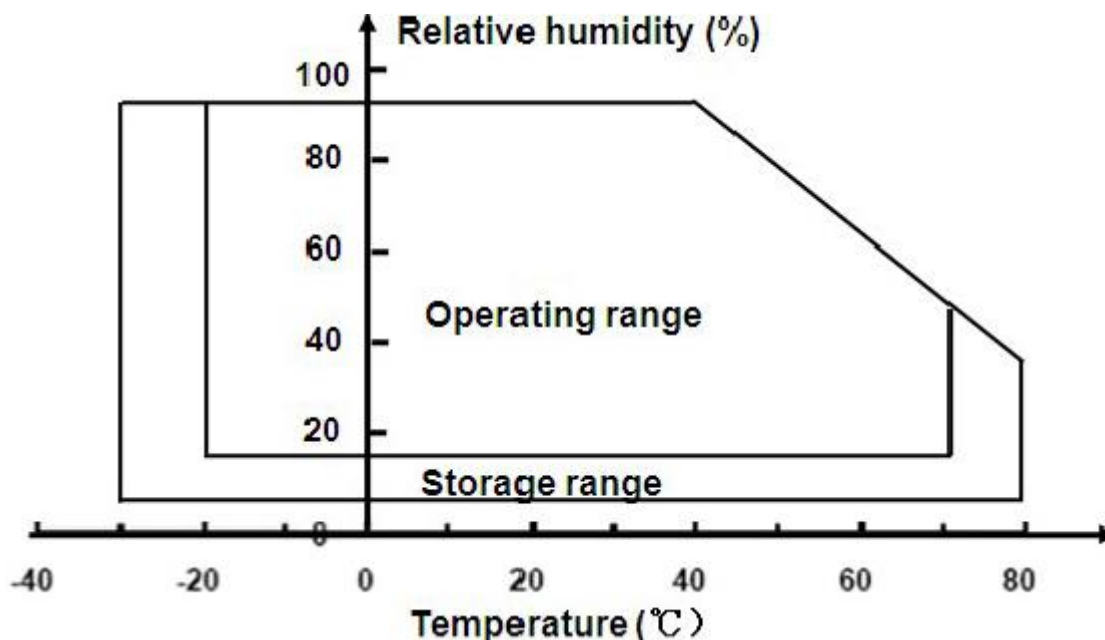 Relative humidity (%)
100
80
60
Operating range
40
20
Storage range
0
-40 -20 0 20 40 60 80
Temperature (℃)